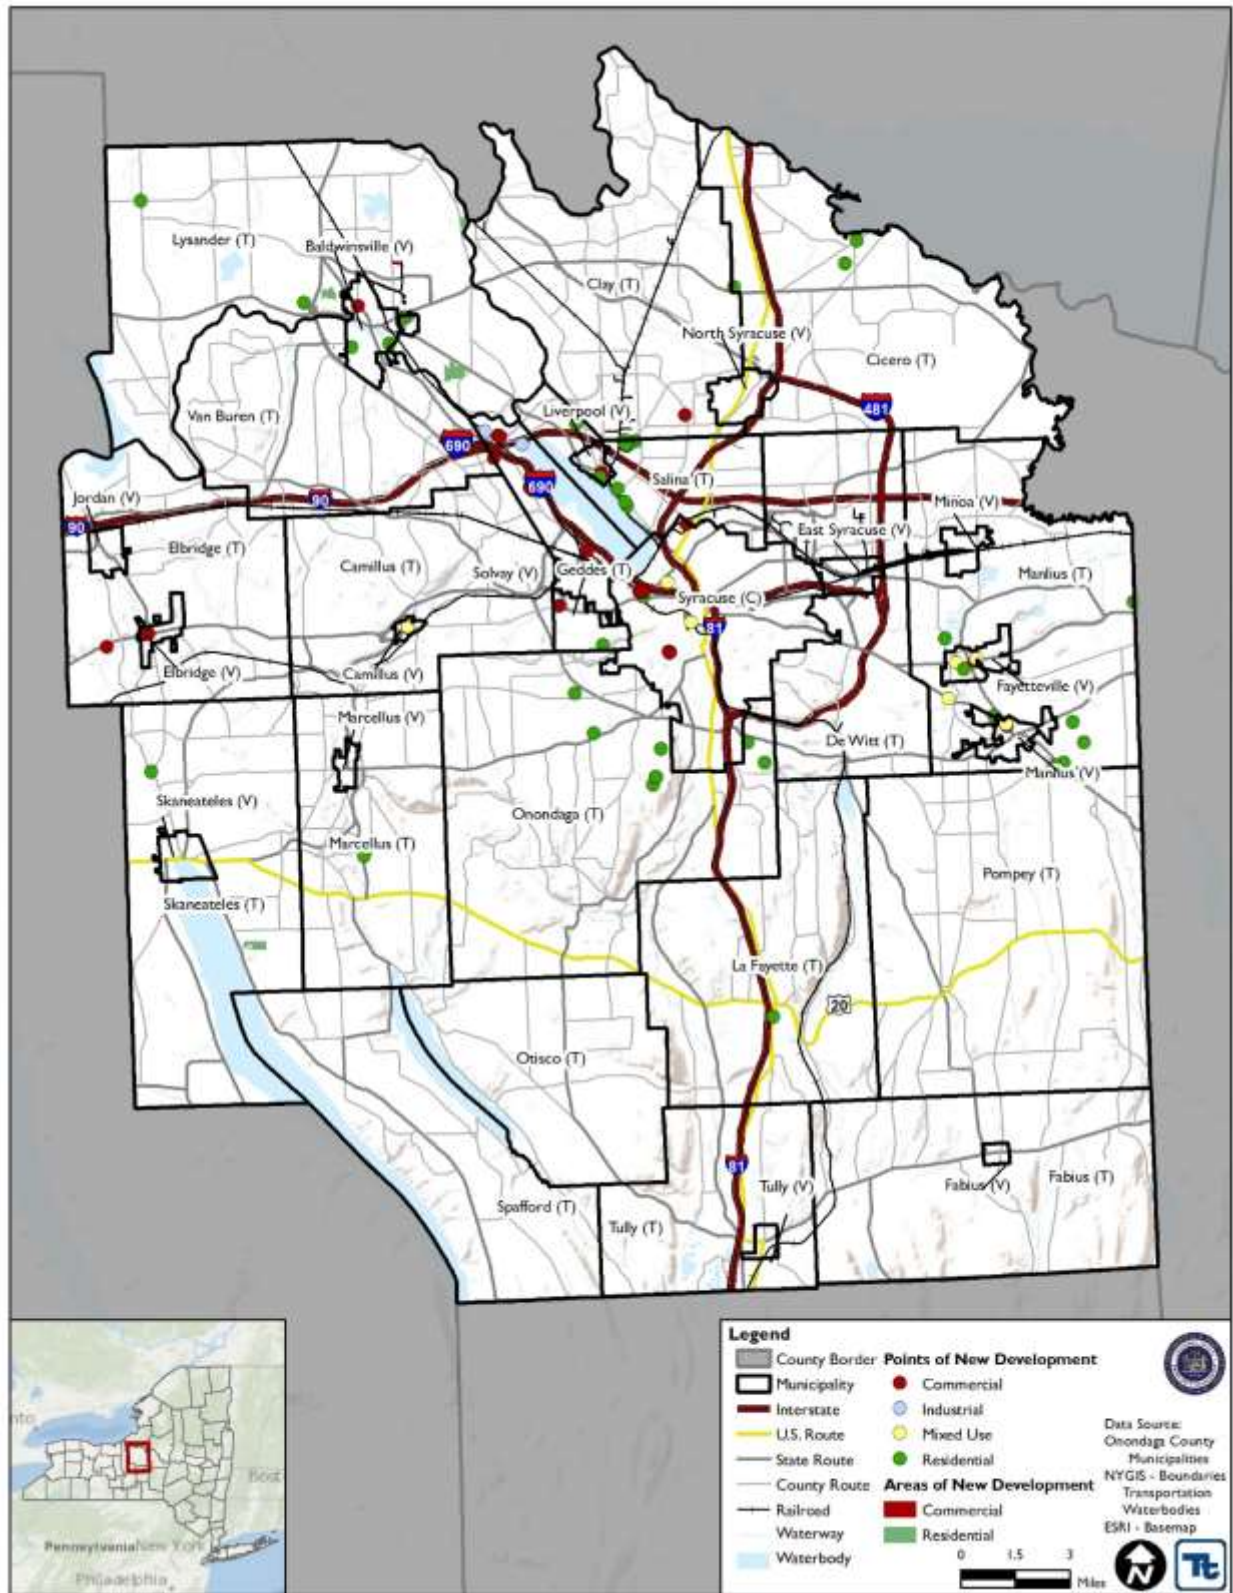 Lysander (T)
Baldwinsville (V)
Clay (T)
North Syracuse (V)
Cicero (T)
Van Buren (T)
Liverpool (V)
481
690
690
Salina (T)
Jordan (V)
90
90
Minoa (V)
East Syracuse (V)
Elbridge (T)
Camillus (T)
Solvay (V)
Geddes (T)
Manlius (T)
Syracuse (C)
81
Elbridge (V)
Camillus (V)
Fayetteville (V)
Marcellus (V)
De Witt (T)
Manlius (V)
Skaneateles (V)
Onondaga (T)
Marcellus (T)
Pompey (T)
Skaneateles (T)
La Fayette (T)
20
Otisco (T)
81
Tully (V)
Fabius (V)
Fabius (T)
Spafford (T)
Tully (T)
Pennsylvania
New York
Philadelphia
Legend
County Border
Municipality
Interstate
U.S. Route
State Route
County Route
Railroad
Waterway
Waterbody
Points of New Development
Commercial
Industrial
Mixed Use
Residential
Areas of New Development
Commercial
Residential
Data Source:
Onondaga County
Municipalities
NYGIS - Boundaries
Transportation
Waterbodies
ESRI - Basemap
0 1.5 3
Miles
N
Tt